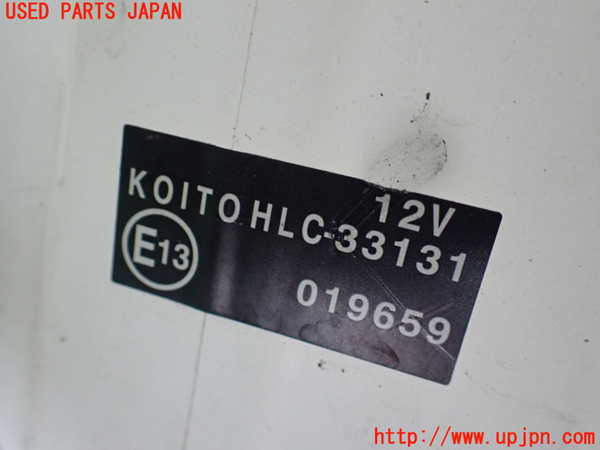 USED PARTS JAPAN
12V
KOITO HLC-33131
E13
019659
http://www.upjpn.com/